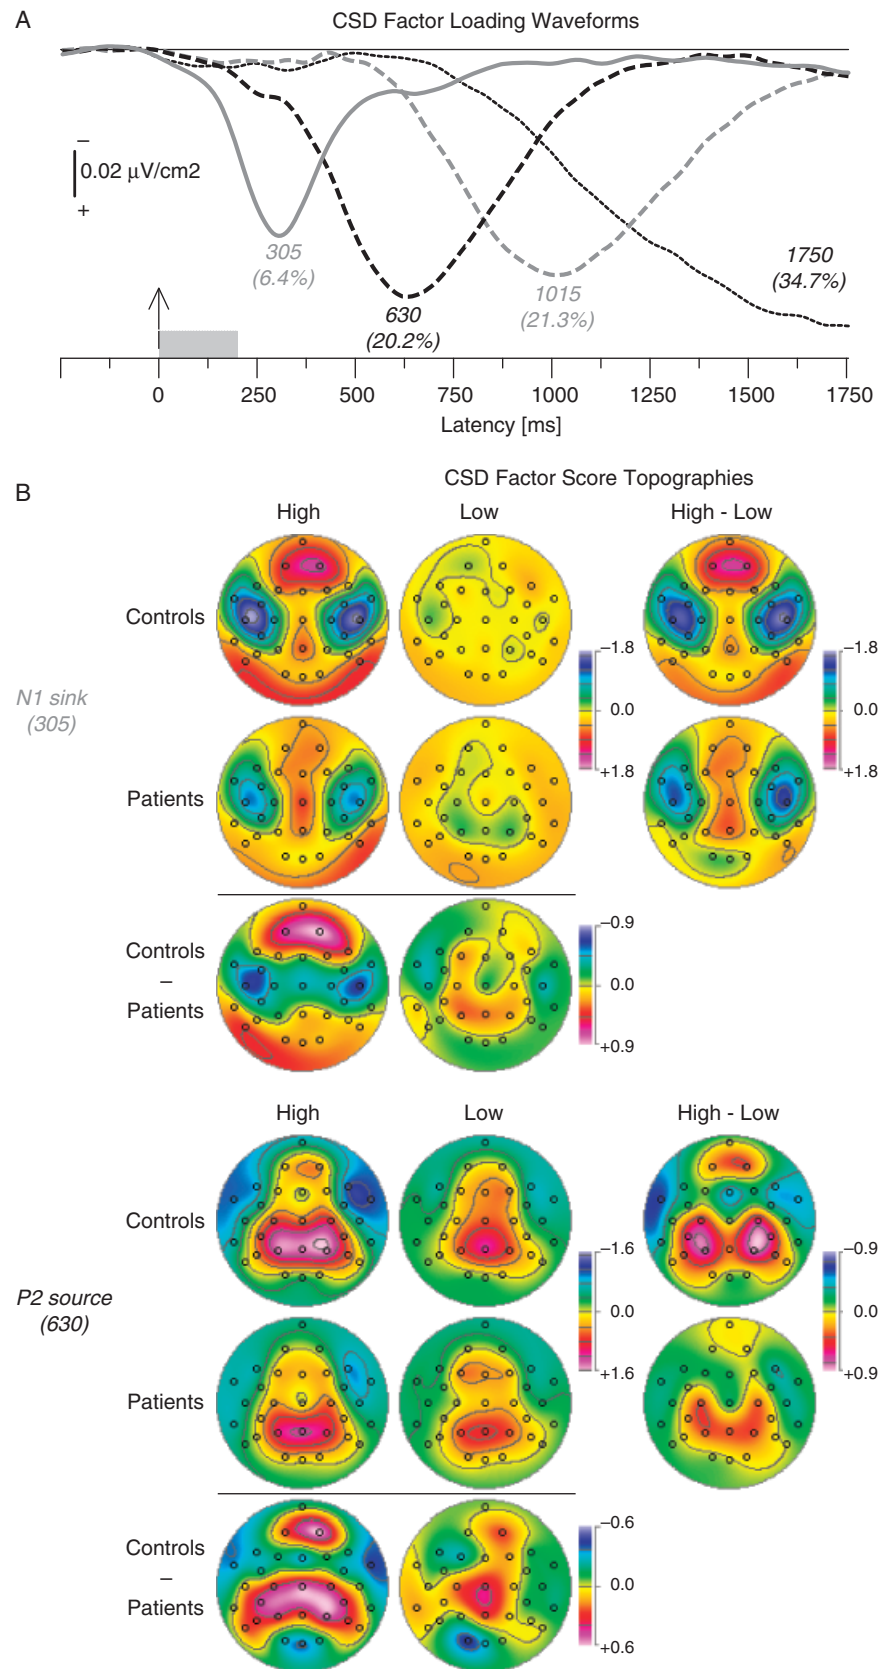 A
CSD Factor Loading Waveforms
–
0.02 μV/cm2
+
305
(6.4%)
630
(20.2%)
1015
(21.3%)
1750
(34.7%)
0 250 500 750 1000 1250 1500 1750
Latency [ms]
B
CSD Factor Score Topographies
High Low High - Low
Controls
N1 sink
(305)
–1.8
0.0
+1.8
–1.8
0.0
+1.8
Patients
Controls
–
Patients
–0.9
0.0
+0.9
High Low High - Low
Controls
P2 source
(630)
–1.6
0.0
+1.6
–0.9
0.0
+0.9
Patients
Controls
–
Patients
–0.6
0.0
+0.6